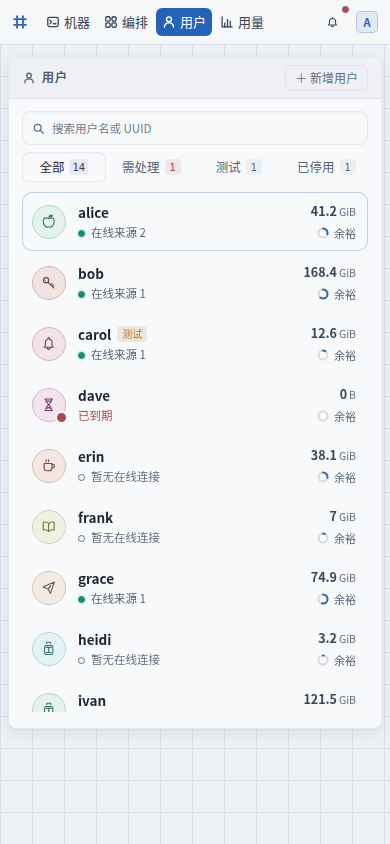 机器 编排 用户 用量 A
用户 新增用户
搜索用户名或 UUID
全部 14 需处理 1 测试 1 已停用 1
alice 41.2 GiB
在线来源 2 余裕
bob 168.4 GiB
在线来源 1 余裕
carol 测试 12.6 GiB
在线来源 1 余裕
dave 0 B
已到期 余裕
erin 38.1 GiB
暂无在线连接 余裕
frank 7 GiB
暂无在线连接 余裕
grace 74.9 GiB
在线来源 1 余裕
heidi 3.2 GiB
暂无在线连接 余裕
ivan 121.5 GiB